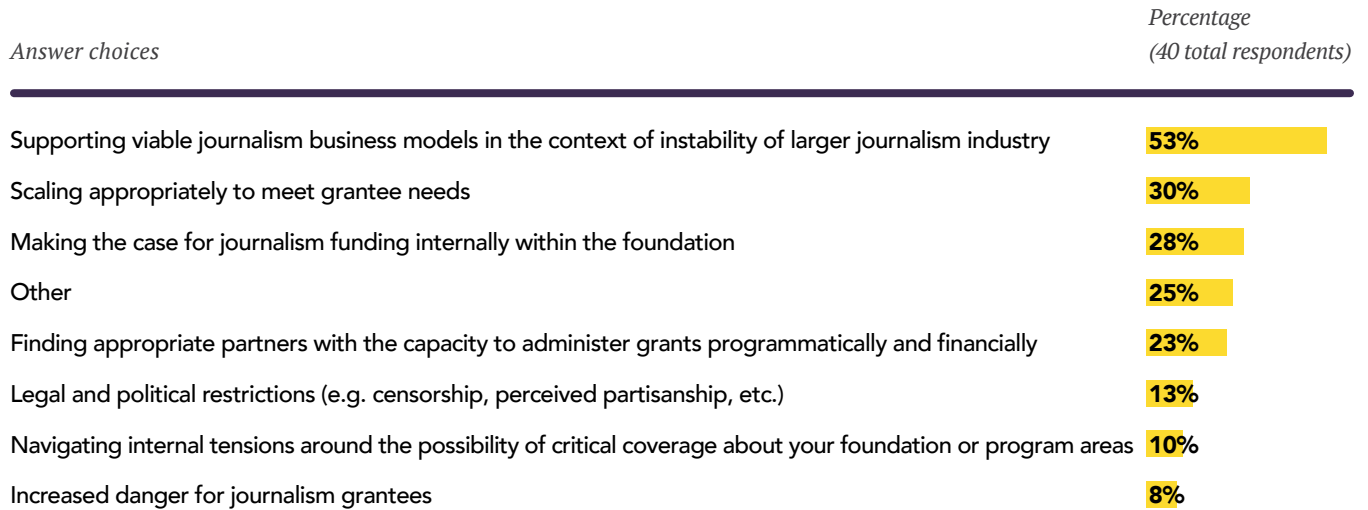 Percentage
Answer choices (40 total respondents)
Supporting viable journalism business models in the context of instability of larger journalism industry 53%
Scaling appropriately to meet grantee needs 30%
Making the case for journalism funding internally within the foundation 28%
Other 25%
Finding appropriate partners with the capacity to administer grants programmatically and financially 23%
Legal and political restrictions (e.g. censorship, perceived partisanship, etc.) 13%
Navigating internal tensions around the possibility of critical coverage about your foundation or program areas 10%
Increased danger for journalism grantees 8%